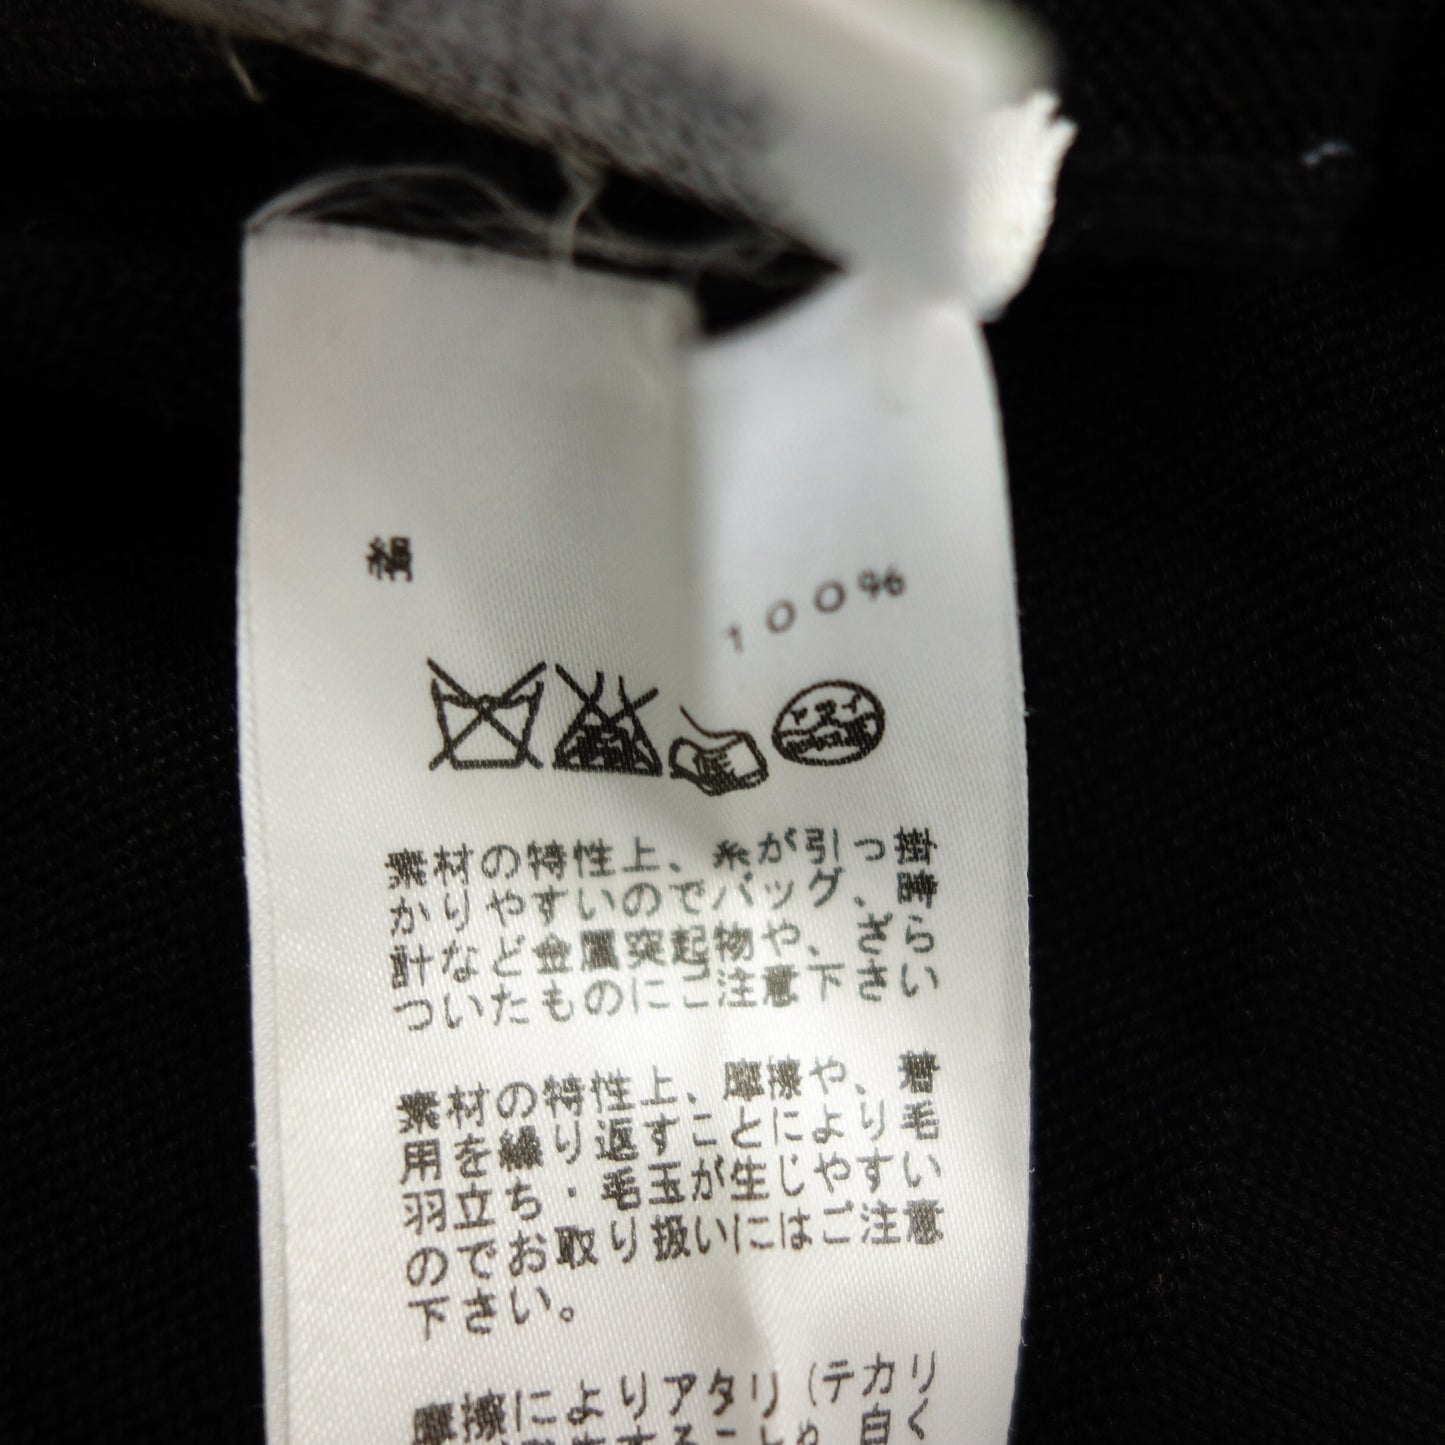 絹 100%
ドライ
素材の特性上、糸が引っ掛
かりやすいのでバッグ、時
計など金属突起物や、ざら
ついたものにご注意下さい
素材の特性上、摩擦や、着
用を繰り返すことにより毛
羽立ち・毛玉が生じやすい
のでお取り扱いにはご注意
下さい。
摩擦によりアタリ(テカリ